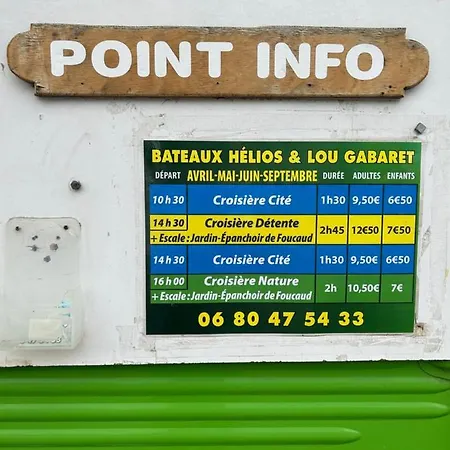 POINT INFO
BATEAUX HÉLIOS & LOU GABARET
DÉPART AVRIL-MAI-JUIN-SEPTEMBRE DURÉE ADULTES ENFANTS
10 h 30 Croisière Cité 1h30 9,50€ 6€50
14 h 30 Croisière Détente 2h45 12€50 7€50
+ Escale : Jardin-Épanchoir de Foucaud
14 h 30 Croisière Cité 1h30 9,50€ 6€50
16 h 00 Croisière Nature 2h 10,50€ 7€
+ Escale : Jardin-Épanchoir de Foucaud
06 80 47 54 33